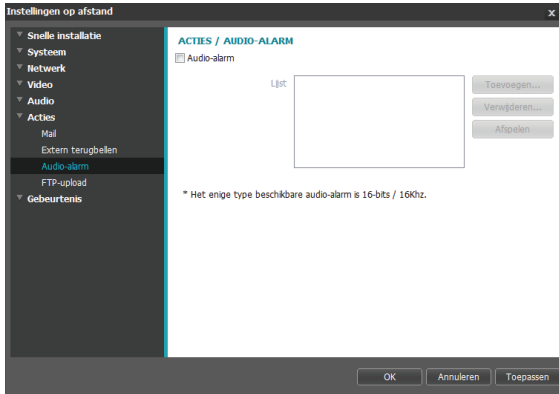 Instellingen op afstand
x
Snelle installatie
Systeem
Netwerk
Video
Audio
Acties
Mail
Extern terugbellen
Audio-alarm
FTP-upload
Gebeurtenis
ACTIES / AUDIO-ALARM
Audio-alarm
Lijst
Toevoegen...
Verwijderen...
Afspelen
* Het enige type beschikbare audio-alarm is 16-bits / 16Khz.
OK
Annuleren
Toepassen